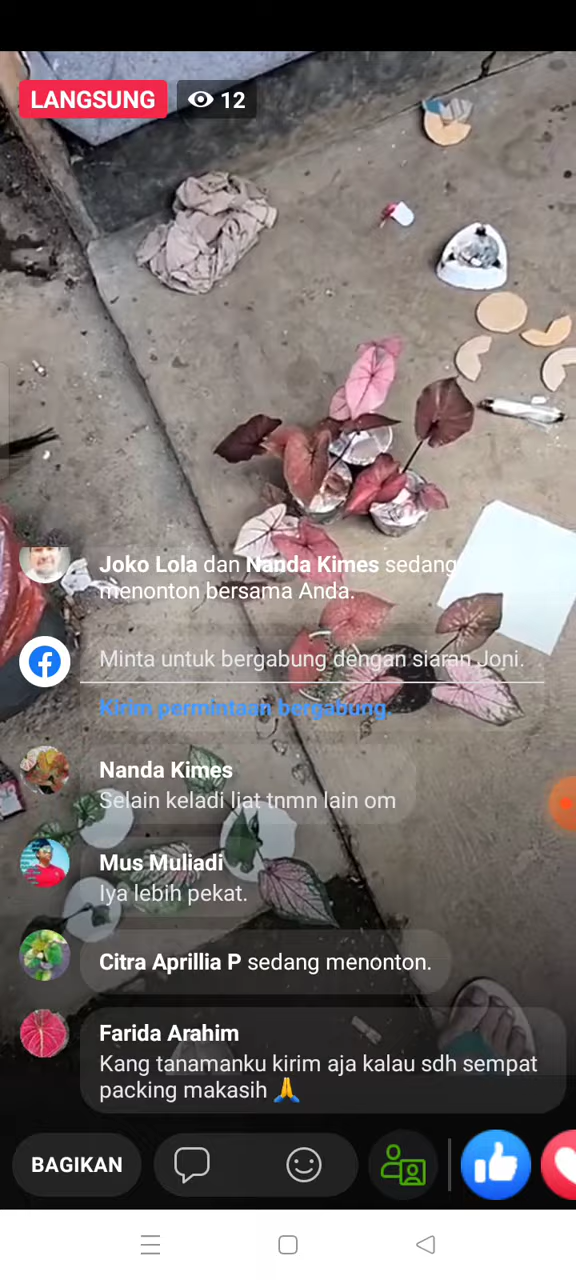 LANGSUNG 12
Joko Lola dan Nanda Kimes sedang
menonton bersama Anda.
Minta untuk bergabung dengan siaran Joni.
Kirim permintaan bergabung
Nanda Kimes
Selain keladi liat tnmn lain om
Mus Muliadi
Iya lebih pekat.
Citra Aprillia P sedang menonton.
Farida Arahim
Kang tanamanku kirim aja kalau sdh sempat
packing makasih 🙏
BAGIKAN